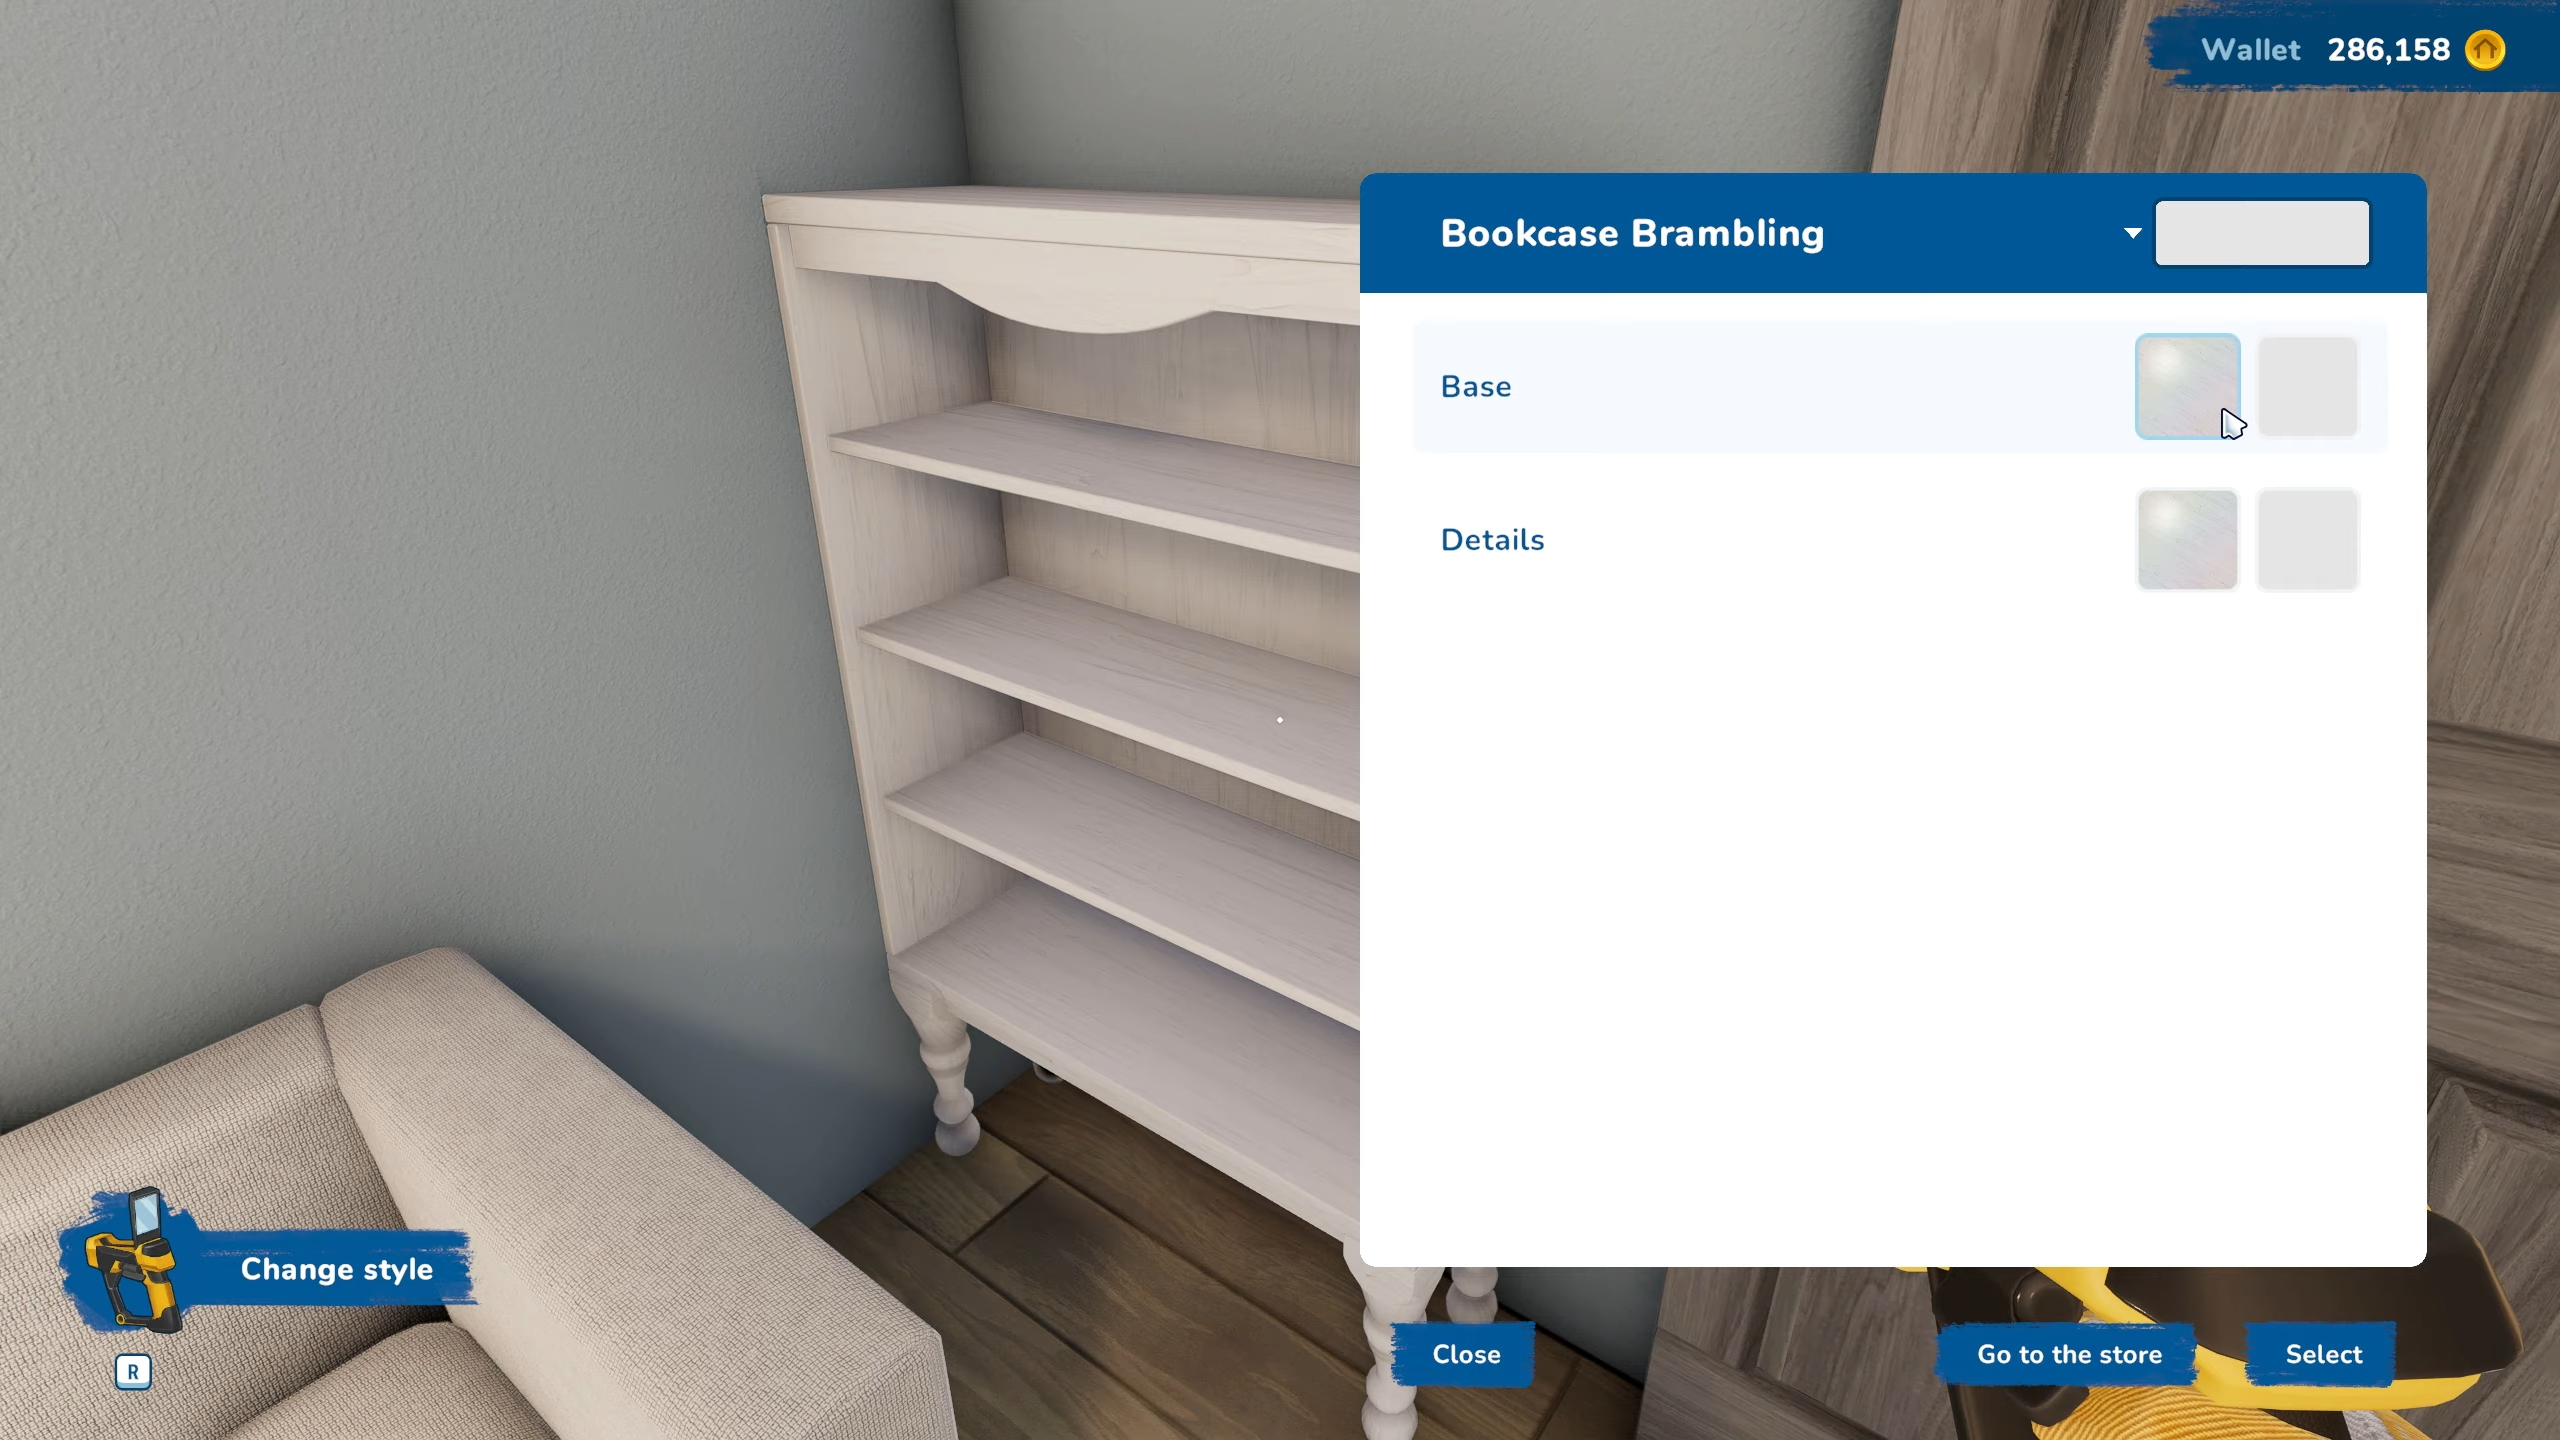 Wallet 286,158
Bookcase Brambling
Base
Details
Change style
R
Close
Go to the store
Select